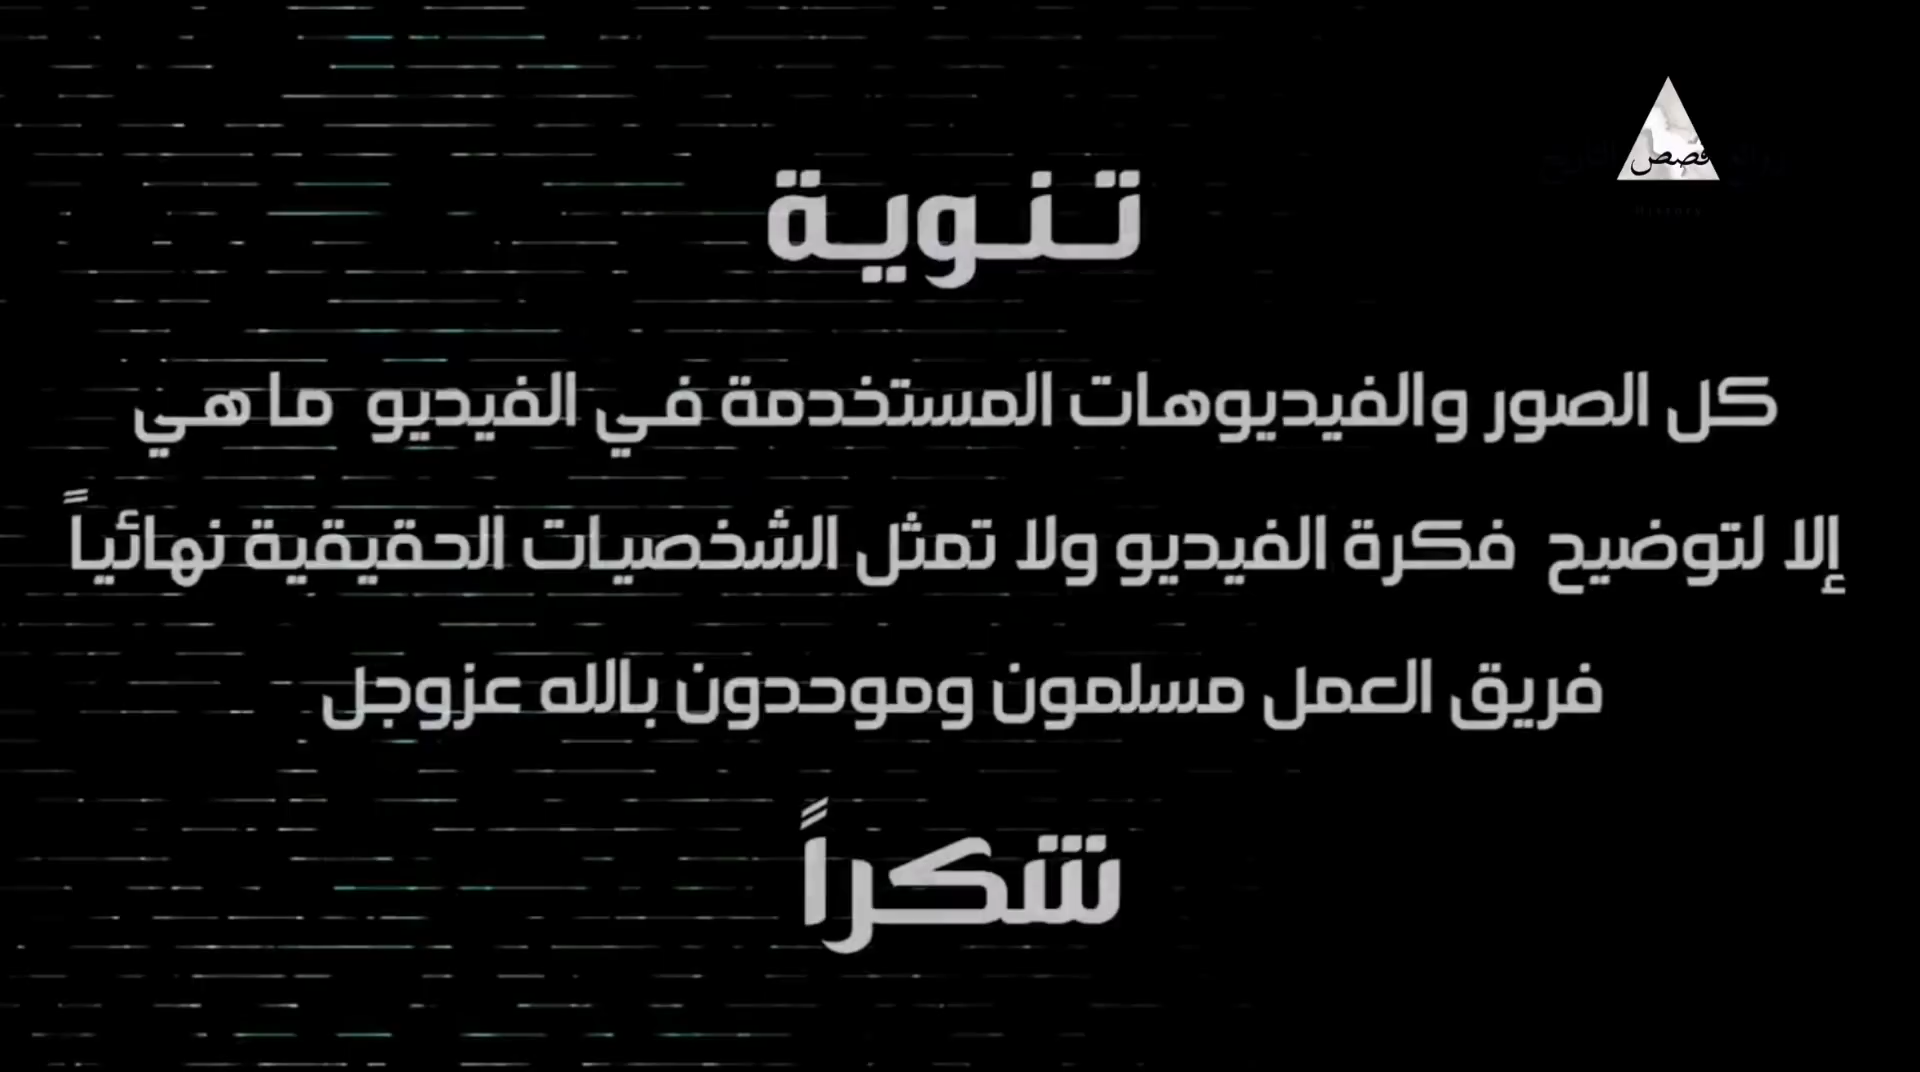 قصص
تنوية
كل الصور والفيديوهات المستخدمة في الفيديو ما هي
إلا لتوضيح فكرة الفيديو ولا تمثل الشخصيات الحقيقية نهائياً
فريق العمل مسلمون وموحدون بالله عزوجل
شكراً